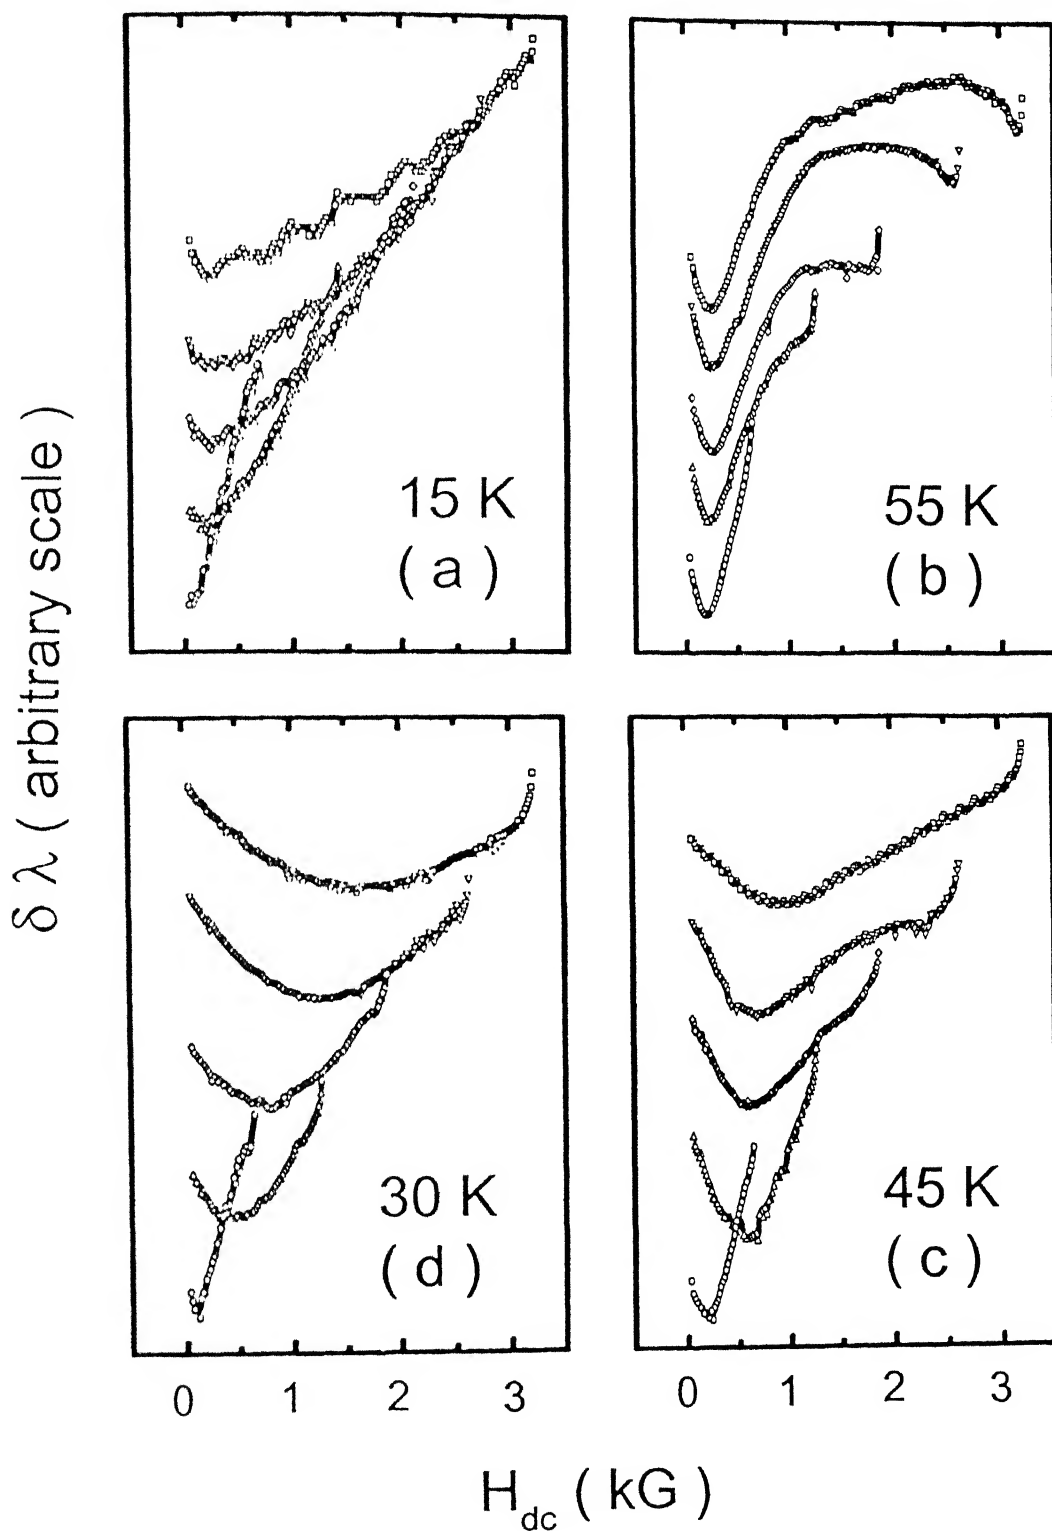 δ λ ( arbitrary scale )
15 K
( a )
55 K
( b )
30 K
( d )
45 K
( c )
0 1 2 3
0 1 2 3
H_dc ( kG )